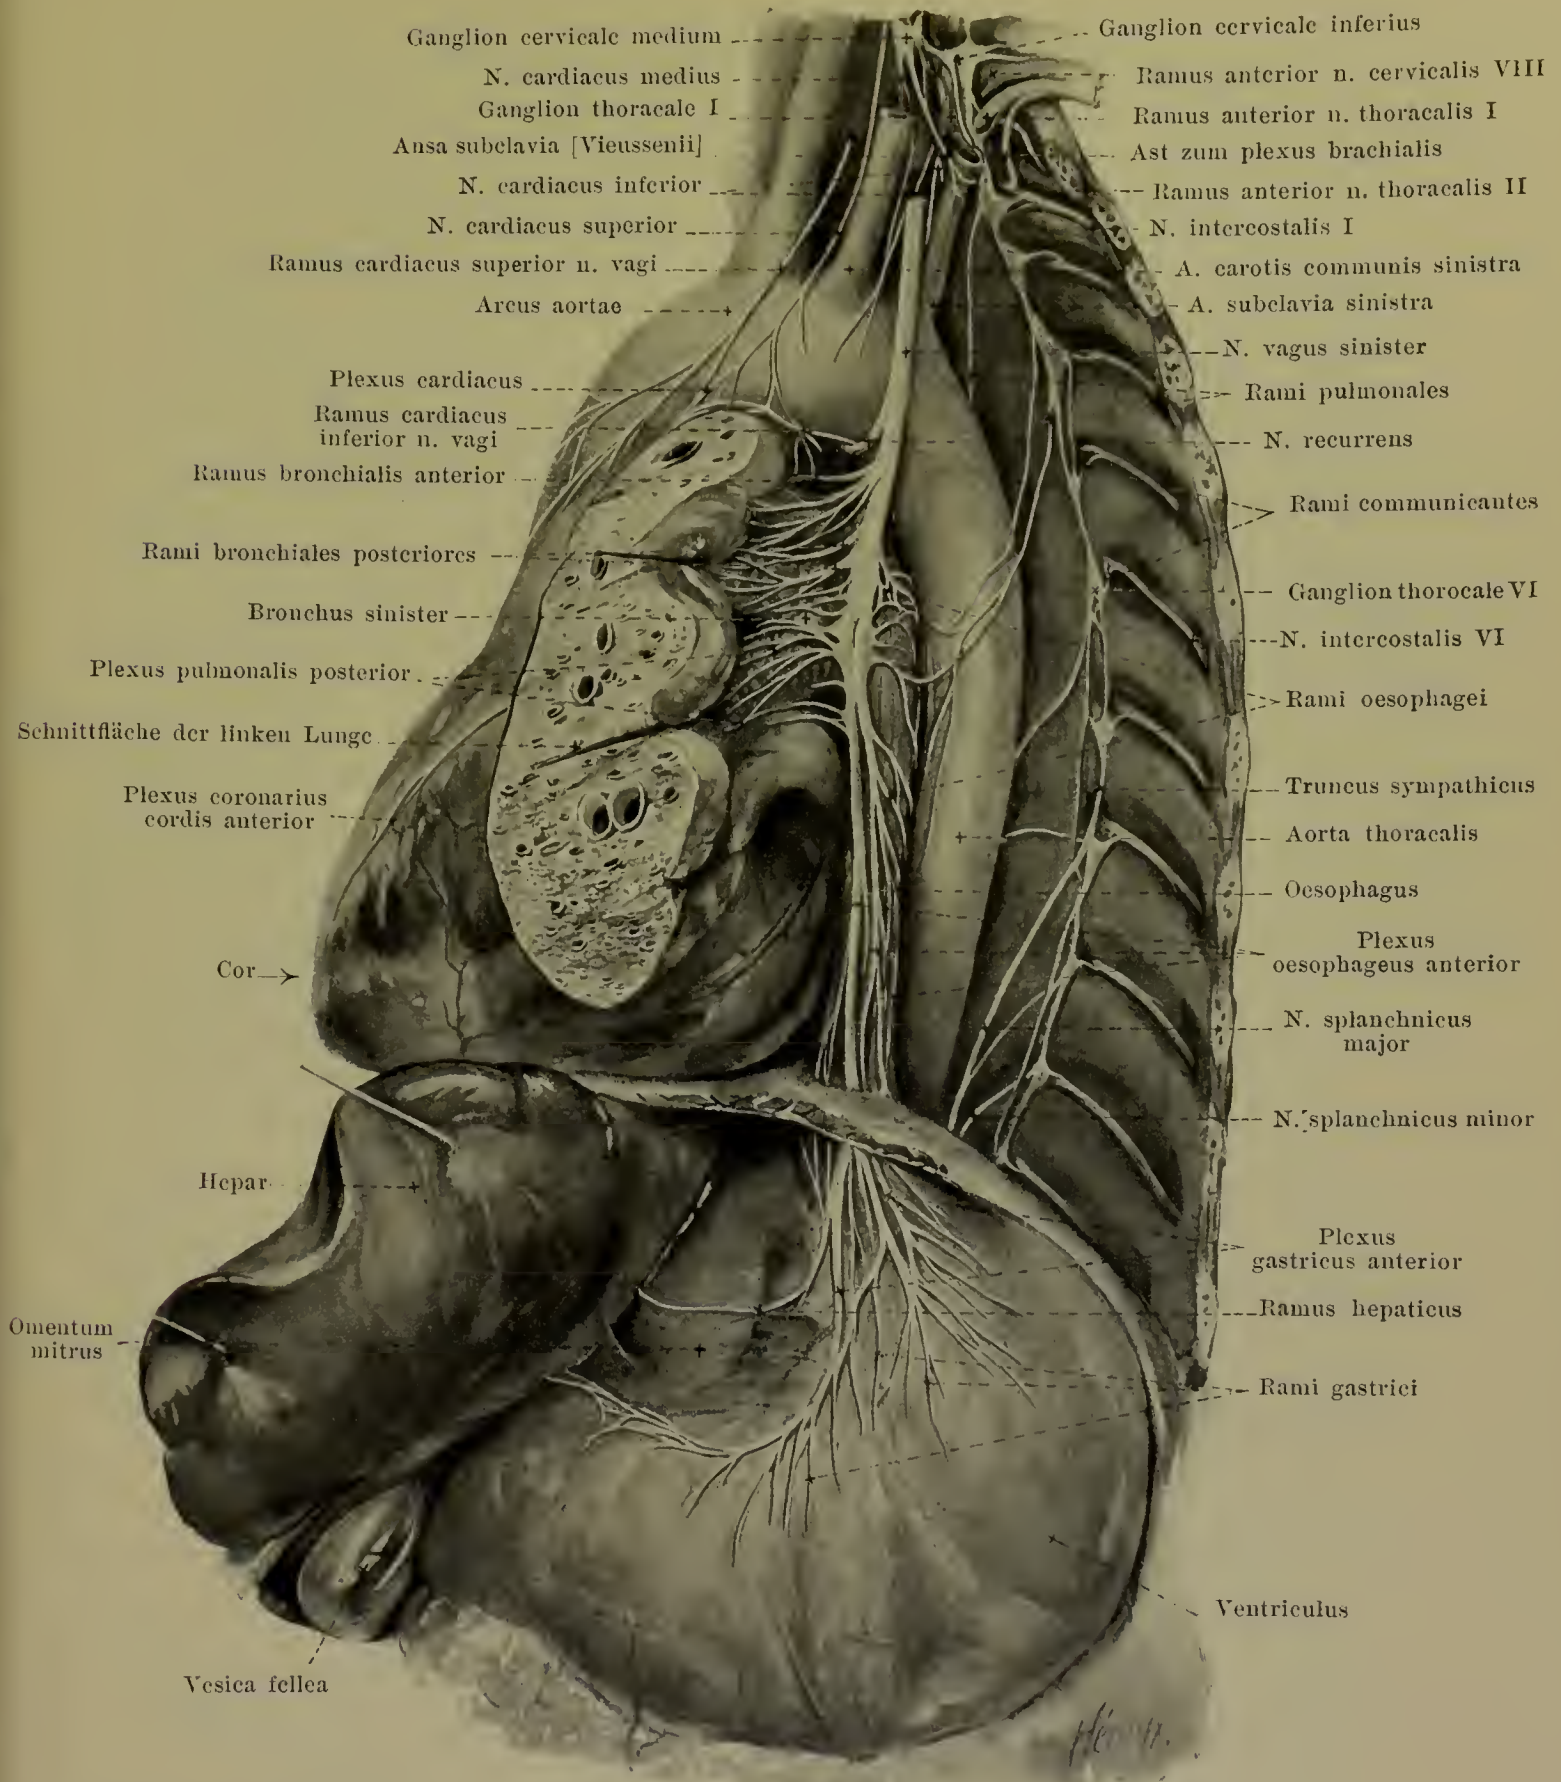 Ganglion cervicale medium
N. cardiacus medius
Ganglion thoracale I
Ansa subclavia [Vieussenii]
N. cardiacus inferior
N. cardiacus superior
Ramus cardiacus superior n. vagi
Arcus aortae
Plexus cardiacus
Ramus cardiacus
inferior n. vagi
Ramus bronchialis anterior
Rami bronchiales posteriores
Bronchus sinister
Plexus pulmonalis posterior
Schnittfläche der linken Lunge
Plexus coronarius
cordis anterior
Cor
Hepar
Omentum
mitrus
Vesica fellea
Ganglion cervicale inferius
Ramus anterior n. cervicalis VIII
Ramus anterior n. thoracalis I
Ast zum plexus brachialis
Ramus anterior n. thoracalis II
N. intercostalis I
A. carotis communis sinistra
A. subclavia sinistra
N. vagus sinister
Rami pulmonales
N. recurrens
Rami communicantes
Ganglion thorocale VI
N. intercostalis VI
Rami oesophagei
Truncus sympathicus
Aorta thoracalis
Oesophagus
Plexus
oesophageus anterior
N. splanchnicus
major
N. splanchnicus minor
Plexus
gastricus anterior
Ramus hepaticus
Rami gastrici
Ventriculus